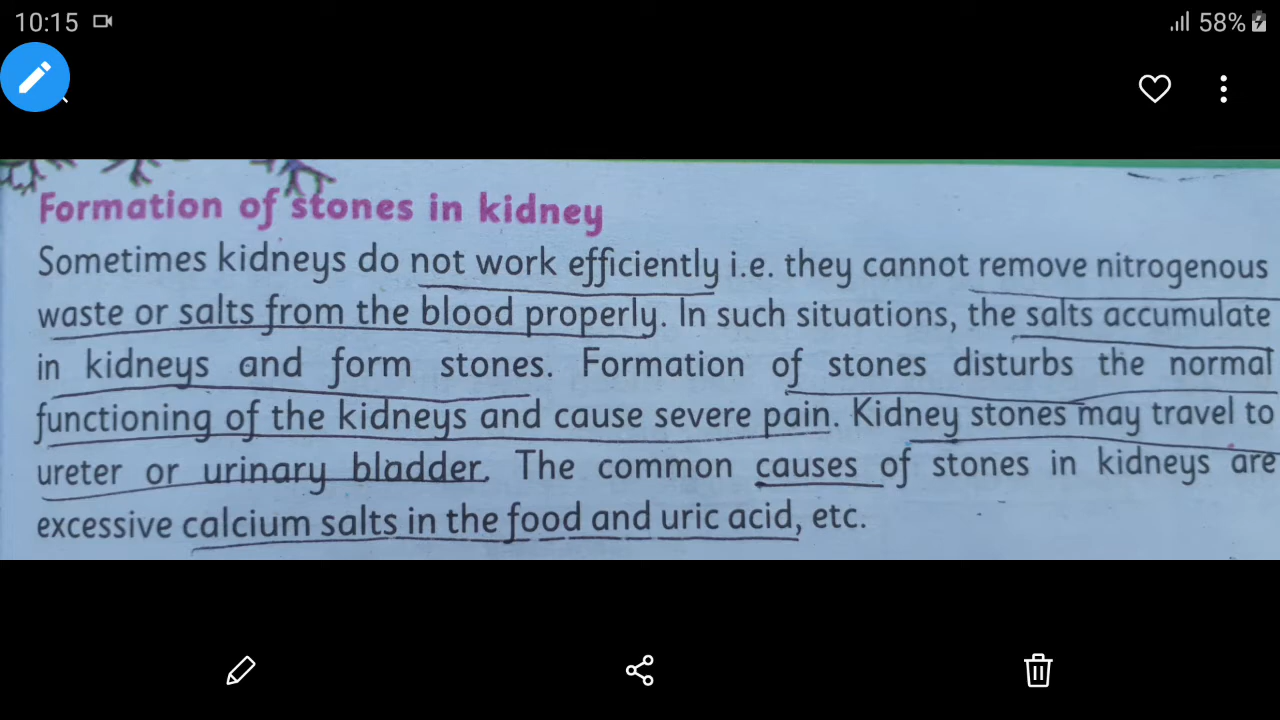 10:15
58%
Formation of stones in kidney
Sometimes kidneys do not work efficiently i.e. they cannot remove nitrogenous
waste or salts from the blood properly. In such situations, the salts accumulate
in kidneys and form stones. Formation of stones disturbs the normal
functioning of the kidneys and cause severe pain. Kidney stones may travel to
ureter or urinary bladder. The common causes of stones in kidneys are
excessive calcium salts in the food and uric acid, etc.